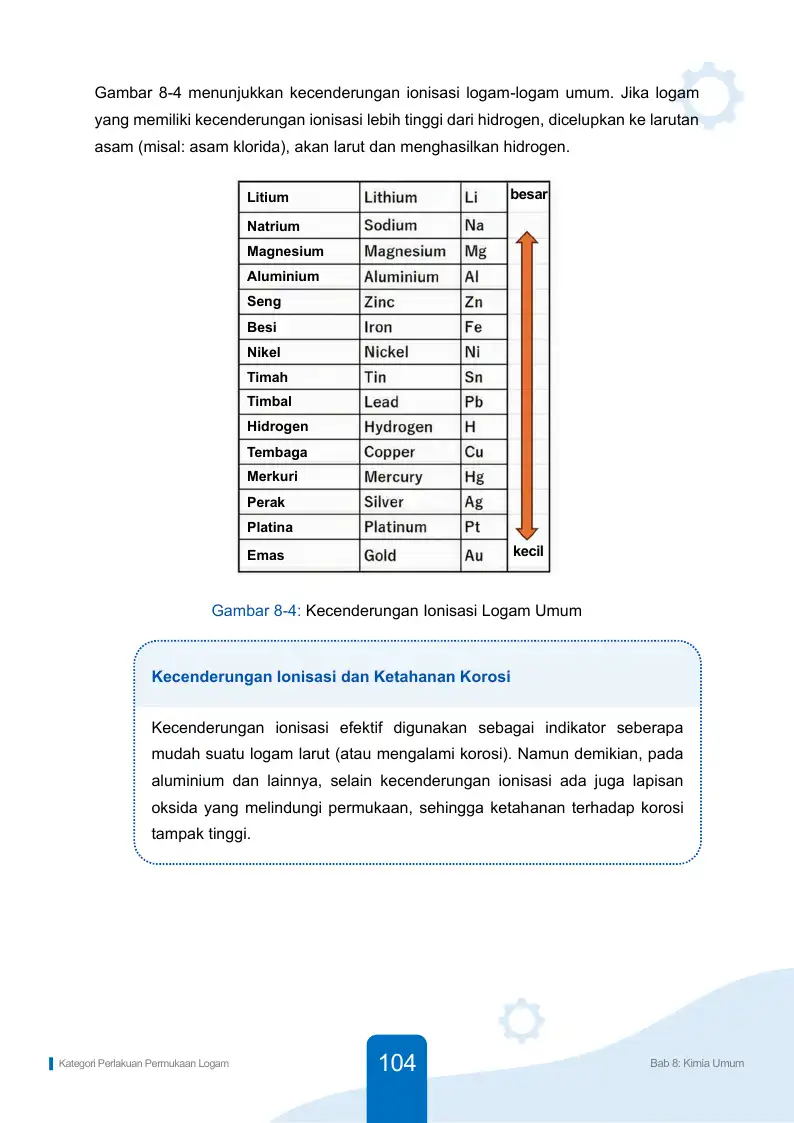 Gambar 8-4 menunjukkan kecenderungan ionisasi logam-logam umum. Jika logam
yang memiliki kecenderungan ionisasi lebih tinggi dari hidrogen, dicelupkan ke larutan
asam (misal: asam klorida), akan larut dan menghasilkan hidrogen.
Litium Lithium Li besar
Natrium Sodium Na
Magnesium Magnesium Mg
Aluminium Aluminium Al
Seng Zinc Zn
Besi Iron Fe
Nikel Nickel Ni
Timah Tin Sn
Timbal Lead Pb
Hidrogen Hydrogen H
Tembaga Copper Cu
Merkuri Mercury Hg
Perak Silver Ag
Platina Platinum Pt
Emas Gold Au kecil
Gambar 8-4: Kecenderungan Ionisasi Logam Umum
Kecenderungan Ionisasi dan Ketahanan Korosi
Kecenderungan ionisasi efektif digunakan sebagai indikator seberapa
mudah suatu logam larut (atau mengalami korosi). Namun demikian, pada
aluminium dan lainnya, selain kecenderungan ionisasi ada juga lapisan
oksida yang melindungi permukaan, sehingga ketahanan terhadap korosi
tampak tinggi.
Kategori Perlakuan Permukaan Logam 104 Bab 8: Kimia Umum